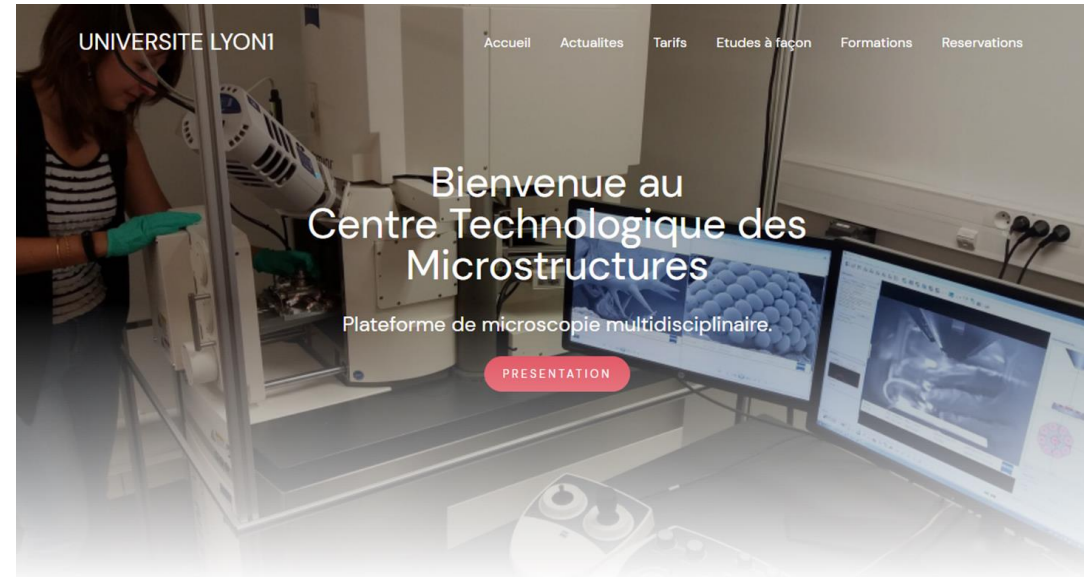 UNIVERSITE LYON1
Accueil
Actualites
Tarifs
Etudes à façon
Formations
Reservations
Bienvenue au
Centre Technologique des
Microstructures
Plateforme de microscopie multidisciplinaire.
PRESENTATION